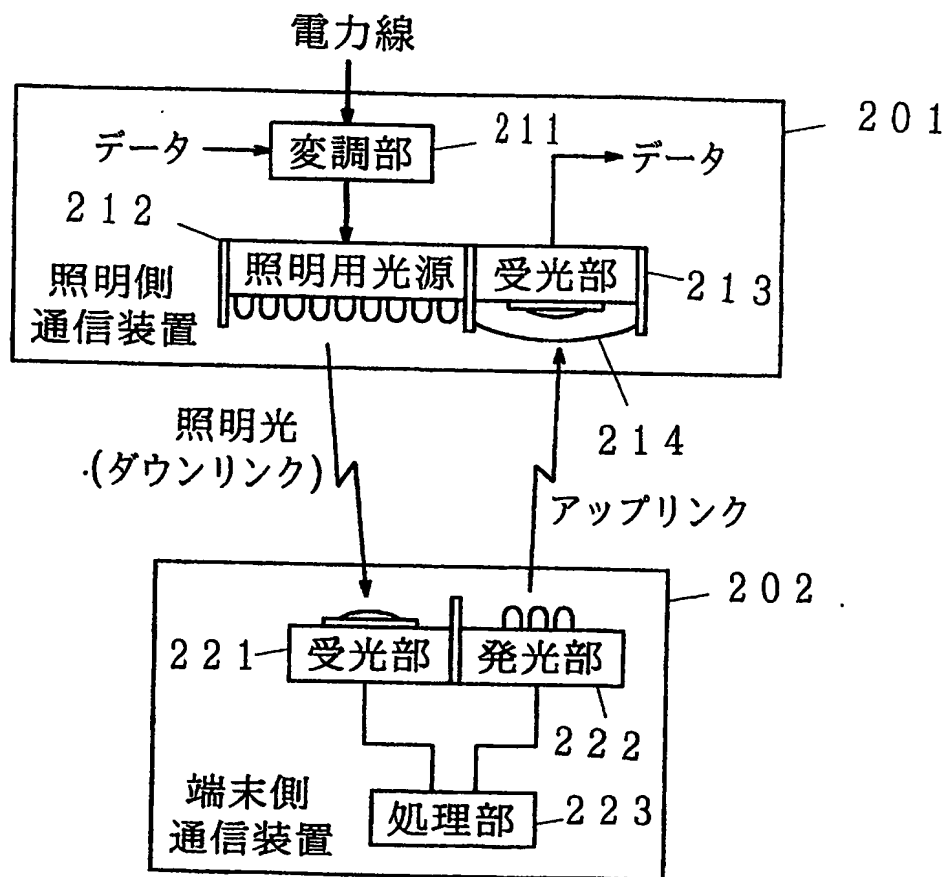 電力線
データ
変調部
211
データ
201
212
照明用光源
受光部
213
照明側
通信装置
214
照明光
(ダウンリンク)
アップリンク
202
221
受光部
発光部
222
端末側
通信装置
処理部
223